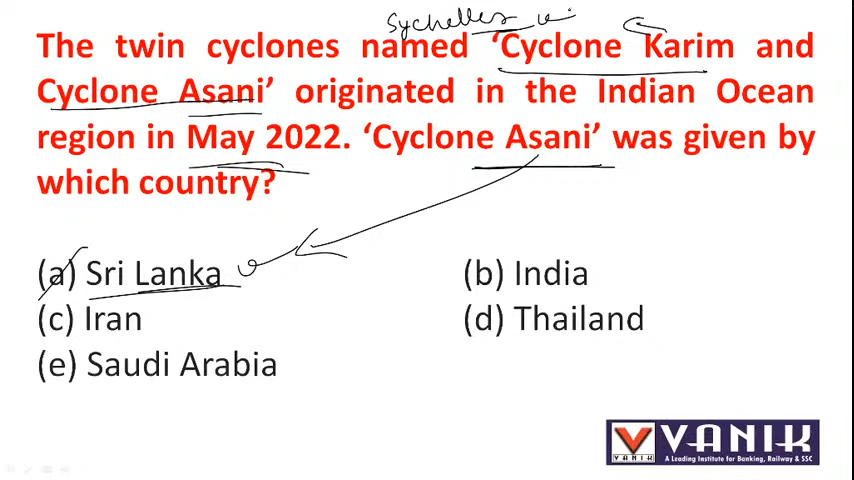 Sychelles
The twin cyclones named ‘Cyclone Karim and
Cyclone Asani’ originated in the Indian Ocean
region in May 2022. ‘Cyclone Asani’ was given by
which country?
(a) Sri Lanka
(b) India
(c) Iran
(d) Thailand
(e) Saudi Arabia
VANIK
VANIK
A Leading Institute for Banking, Railway & SSC